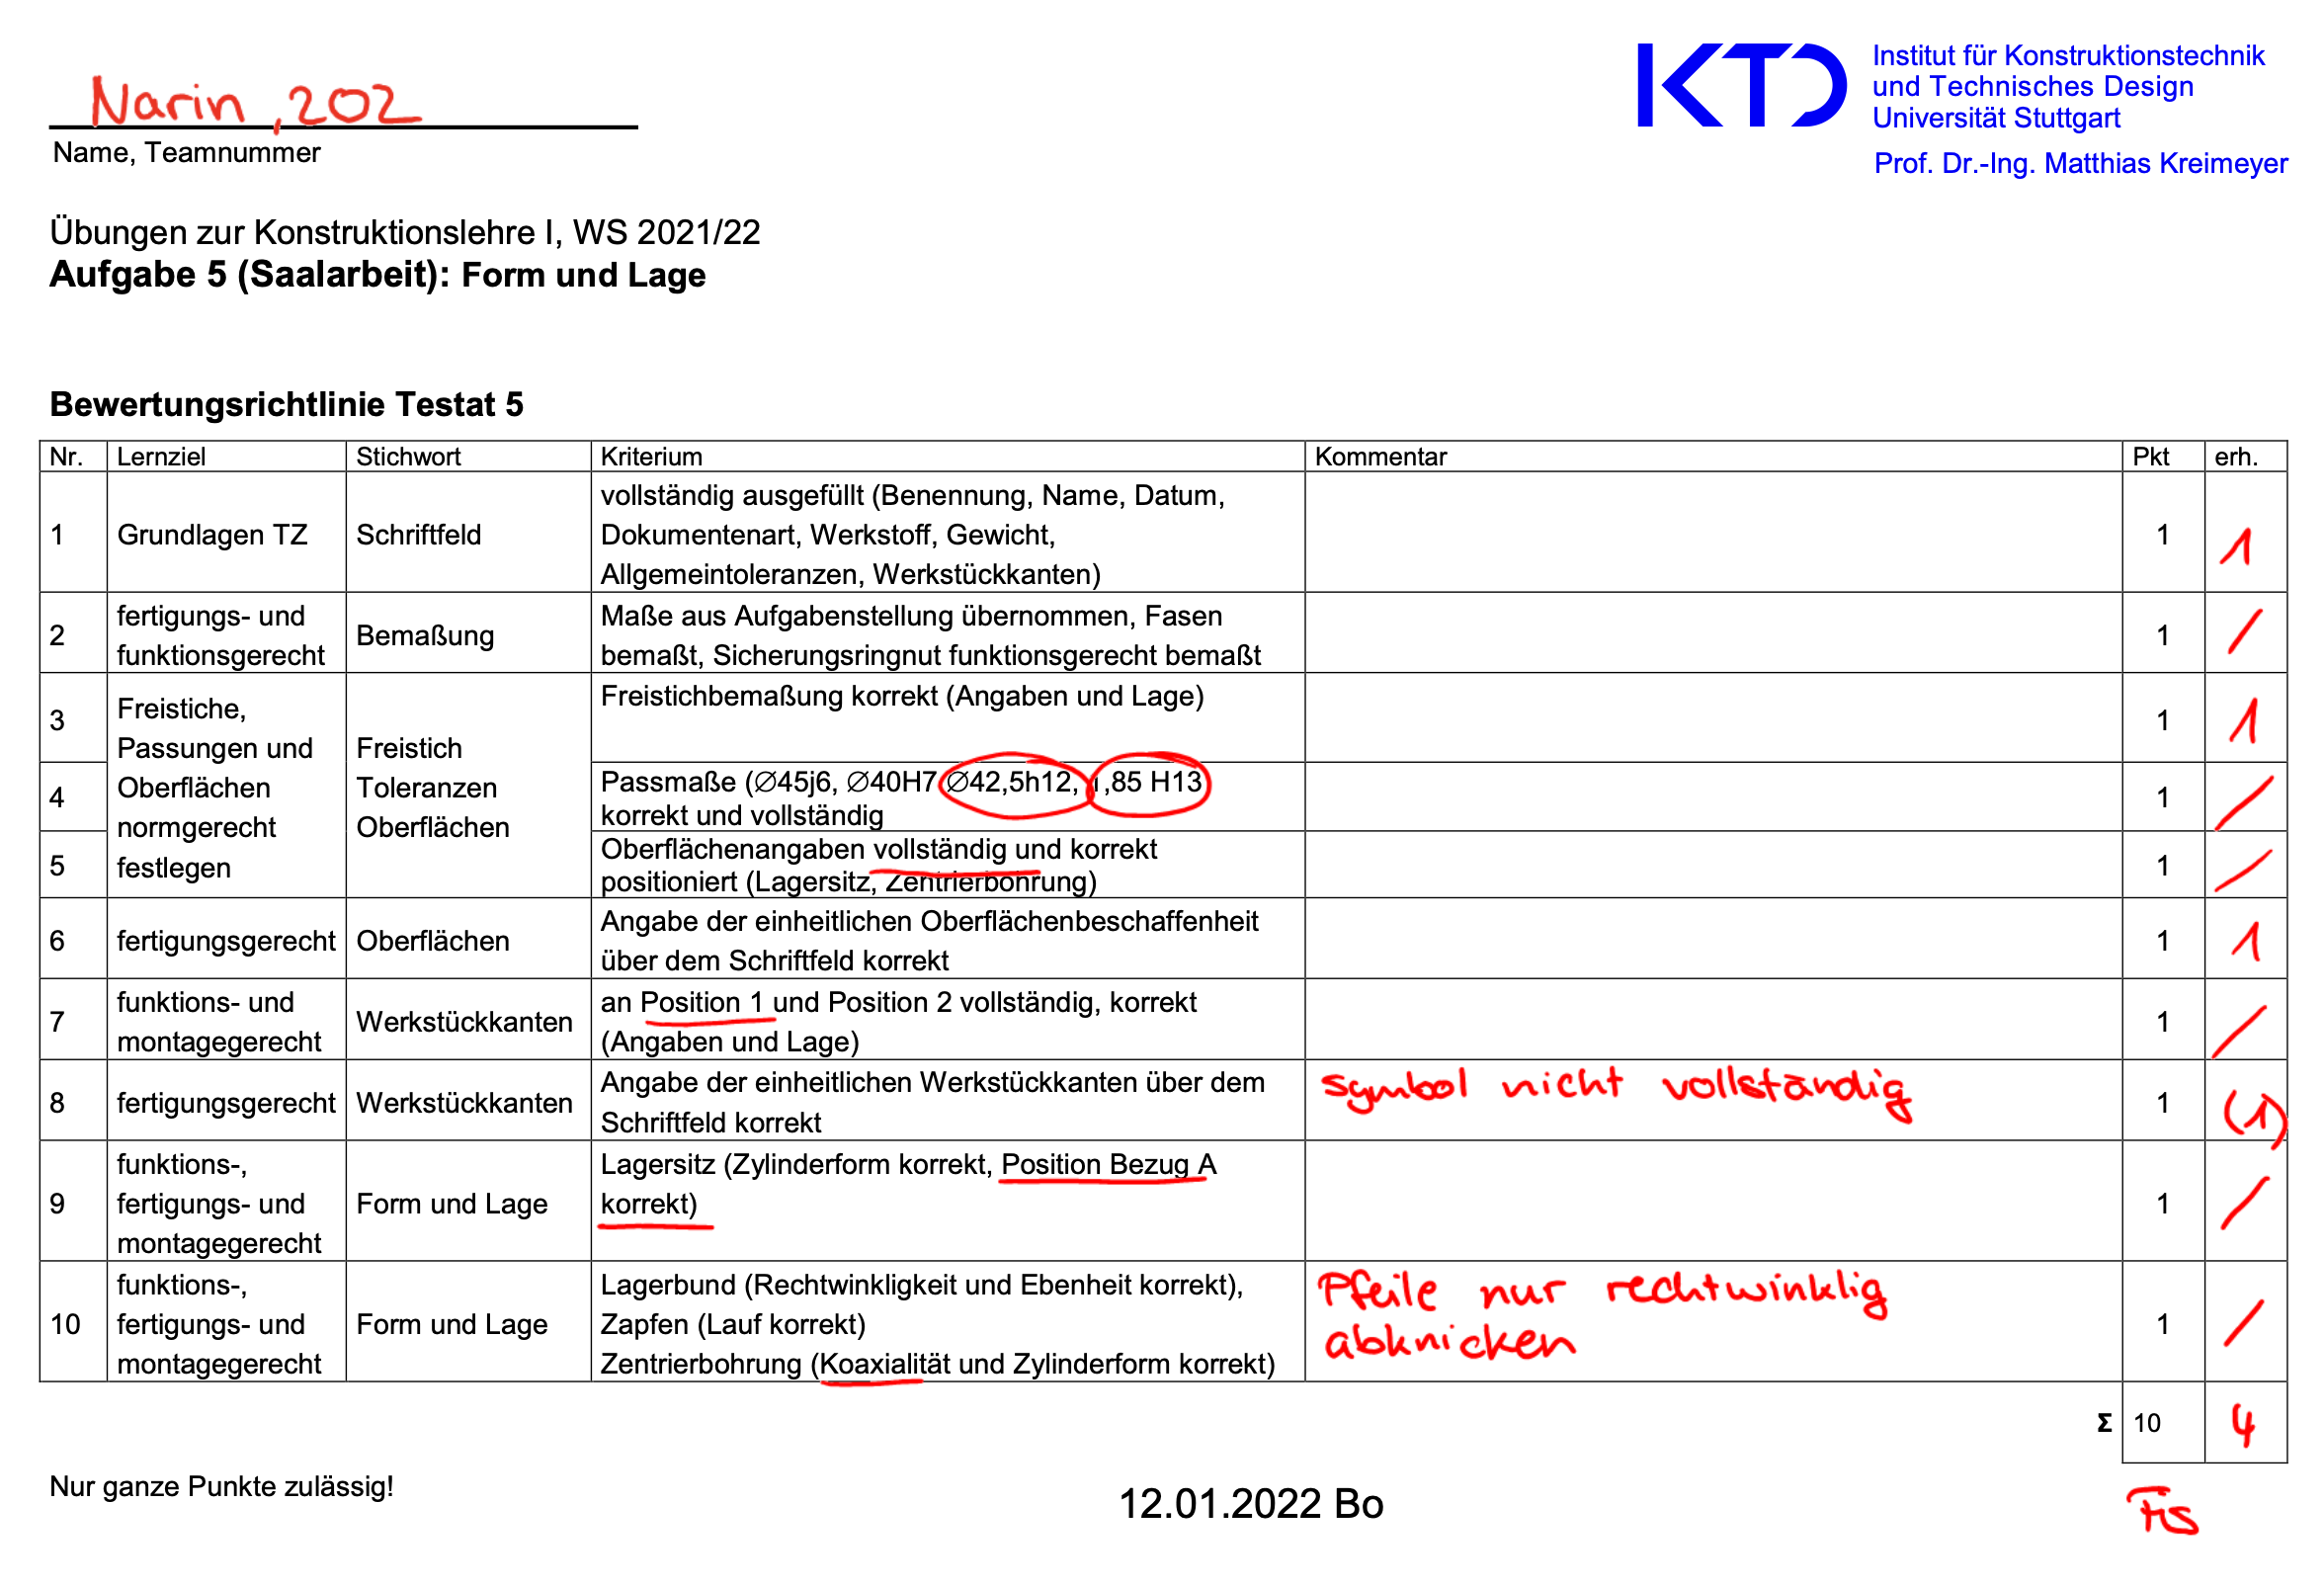 Narin, 202
Name, Teamnummer
KTD
Institut für Konstruktionstechnik
und Technisches Design
Universität Stuttgart
Prof. Dr.-Ing. Matthias Kreimeyer
Übungen zur Konstruktionslehre I, WS 2021/22
Aufgabe 5 (Saalarbeit): Form und Lage
Bewertungsrichtlinie Testat 5
Nr. Lernziel Stichwort Kriterium Kommentar Pkt erh.
1 Grundlagen TZ Schriftfeld vollständig ausgefüllt (Benennung, Name, Datum,
Dokumentenart, Werkstoff, Gewicht,
Allgemeintoleranzen, Werkstückkanten) 1 1
2 fertigungs- und
funktionsgerecht Bemaßung Maße aus Aufgabenstellung übernommen, Fasen
bemaßt, Sicherungsringnut funktionsgerecht bemaßt 1 /
3 Freistiche,
Passungen und
Oberflächen
normgerecht
festlegen
Freistich
Toleranzen
Oberflächen
Freistichbemaßung korrekt (Angaben und Lage) 1 1
4 Passmaße (∅45j6, ∅40H7 ∅42,5h12, 1,85 H13
korrekt und vollständig 1 /
5 Oberflächenangaben vollständig und korrekt
positioniert (Lagersitz, Zentrierbohrung) 1 /
6 fertigungsgerecht Oberflächen Angabe der einheitlichen Oberflächenbeschaffenheit
über dem Schriftfeld korrekt 1 1
7 funktions- und
montagegerecht Werkstückkanten an Position 1 und Position 2 vollständig, korrekt
(Angaben und Lage) 1 /
8 fertigungsgerecht Werkstückkanten Angabe der einheitlichen Werkstückkanten über dem
Schriftfeld korrekt symbol nicht vollständig 1 (1)
9 funktions-,
fertigungs- und
montagegerecht Form und Lage Lagersitz (Zylinderform korrekt, Position Bezug A
korrekt) 1 /
10 funktions-,
fertigungs- und
montagegerecht Form und Lage Lagerbund (Rechtwinkligkeit und Ebenheit korrekt),
Zapfen (Lauf korrekt)
Zentrierbohrung (Koaxialität und Zylinderform korrekt)
Pfeile nur rechtwinklig
abknicken 1 /
Σ 10 4
Nur ganze Punkte zulässig!
12.01.2022 Bo
Fis